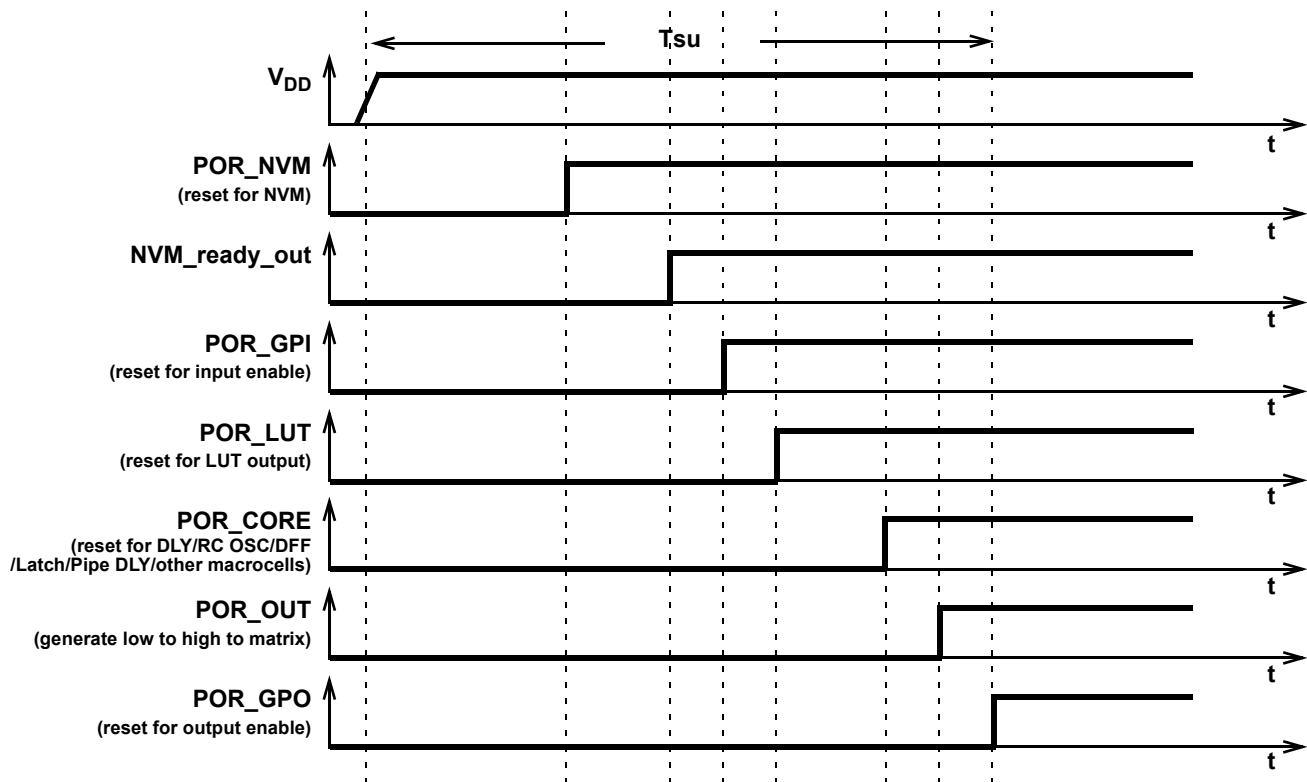 Tsu
VDD
t
POR_NVM
(reset for NVM)
t
NVM_ready_out
t
POR_GPI
(reset for input enable)
t
POR_LUT
(reset for LUT output)
t
POR_CORE
(reset for DLY/RC OSC/DFF
/Latch/Pipe DLY/other macrocells)
t
POR_OUT
(generate low to high to matrix)
t
POR_GPO
(reset for output enable)
t